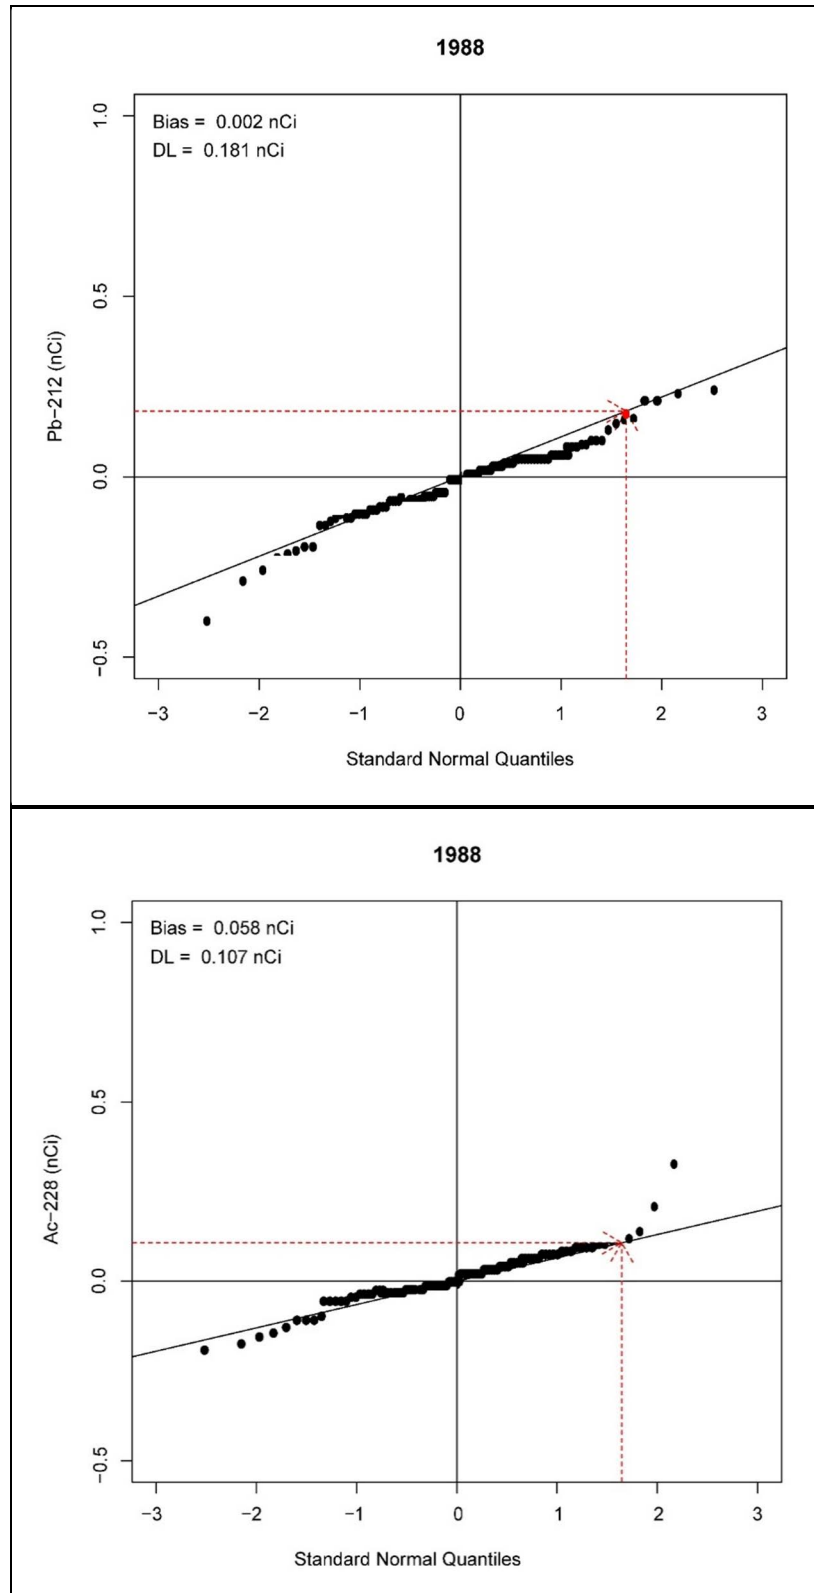 1988
Bias = 0.002 nCi
DL = 0.181 nCi
1.0
0.5
0.0
−0.5
Pb−212 (nCi)
−3 −2 −1 0 1 2 3
Standard Normal Quantiles
1988
Bias = 0.058 nCi
DL = 0.107 nCi
1.0
0.5
0.0
−0.5
Ac−228 (nCi)
−3 −2 −1 0 1 2 3
Standard Normal Quantiles